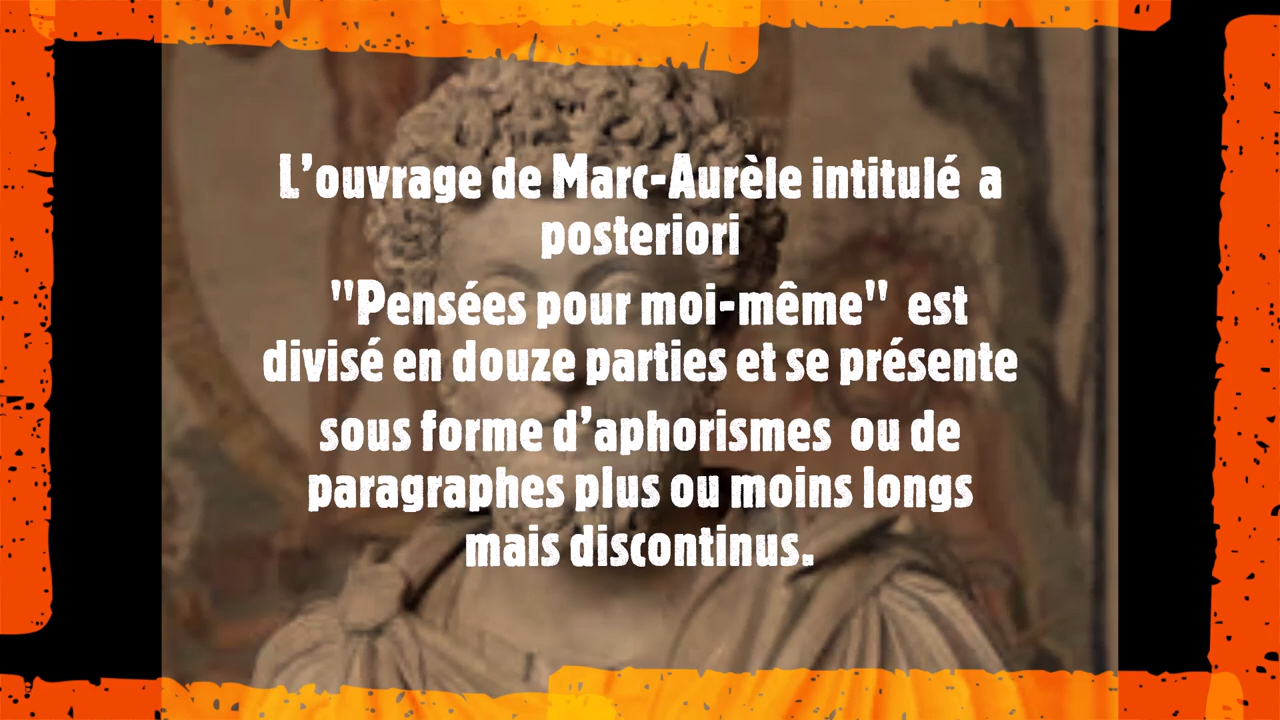 L'ouvrage de Marc-Aurèle intitulé a
posteriori
"Pensées pour moi-même" est
divisé en douze parties et se présente
sous forme d'aphorismes ou de
paragraphes plus ou moins longs
mais discontinus.